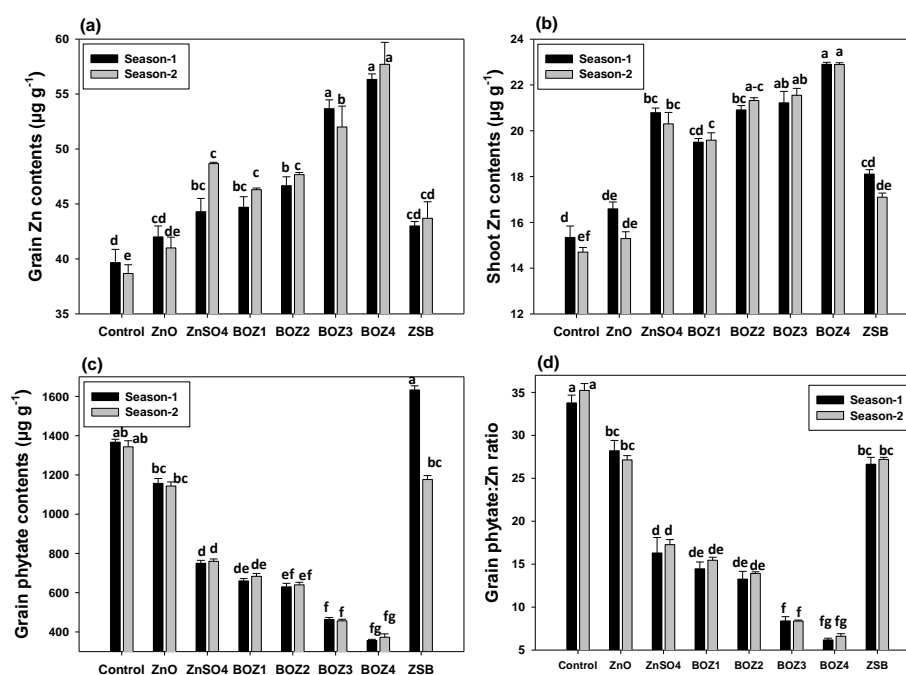 (a)
Season-1
Season-2
Grain Zn contents (µg g⁻¹)
60
55
50
45
40
35
d
e
cd
de
bc
c
bc
c
b
c
a
b
a
a
cd
cd
Control ZnO ZnSO4 BOZ1 BOZ2 BOZ3 BOZ4 ZSB
(b)
Season-1
Season-2
Shoot Zn contents (µg g⁻¹)
24
22
20
18
16
14
12
d
ef
de
de
bc
bc
cd
c
bc
a-c
ab
ab
a
a
cd
de
Control ZnO ZnSO4 BOZ1 BOZ2 BOZ3 BOZ4 ZSB
(c)
Season-1
Season-2
Grain phytate contents (µg g⁻¹)
1600
1400
1200
1000
800
600
400
ab
ab
bc
bc
d
d
de
de
ef
ef
f
f
fg
fg
a
bc
Control ZnO ZnSO4 BOZ1 BOZ2 BOZ3 BOZ4 ZSB
(d)
Season-1
Season-2
Grain phytate:Zn ratio
35
30
25
20
15
10
5
a
a
bc
bc
d
d
de
de
de
de
f
f
fg
fg
bc
bc
Control ZnO ZnSO4 BOZ1 BOZ2 BOZ3 BOZ4 ZSB